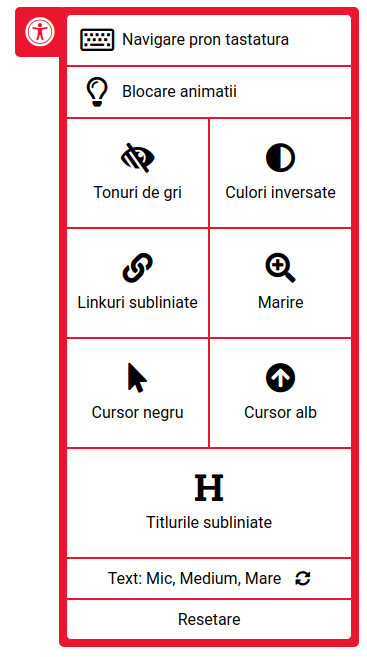 Navigare pron tastatura
Blocare animatii
Tonuri de gri
Culori inversate
Linkuri subliniate
Marire
Cursor negru
Cursor alb
H
Titlurile subliniate
Text: Mic, Medium, Mare
Resetare